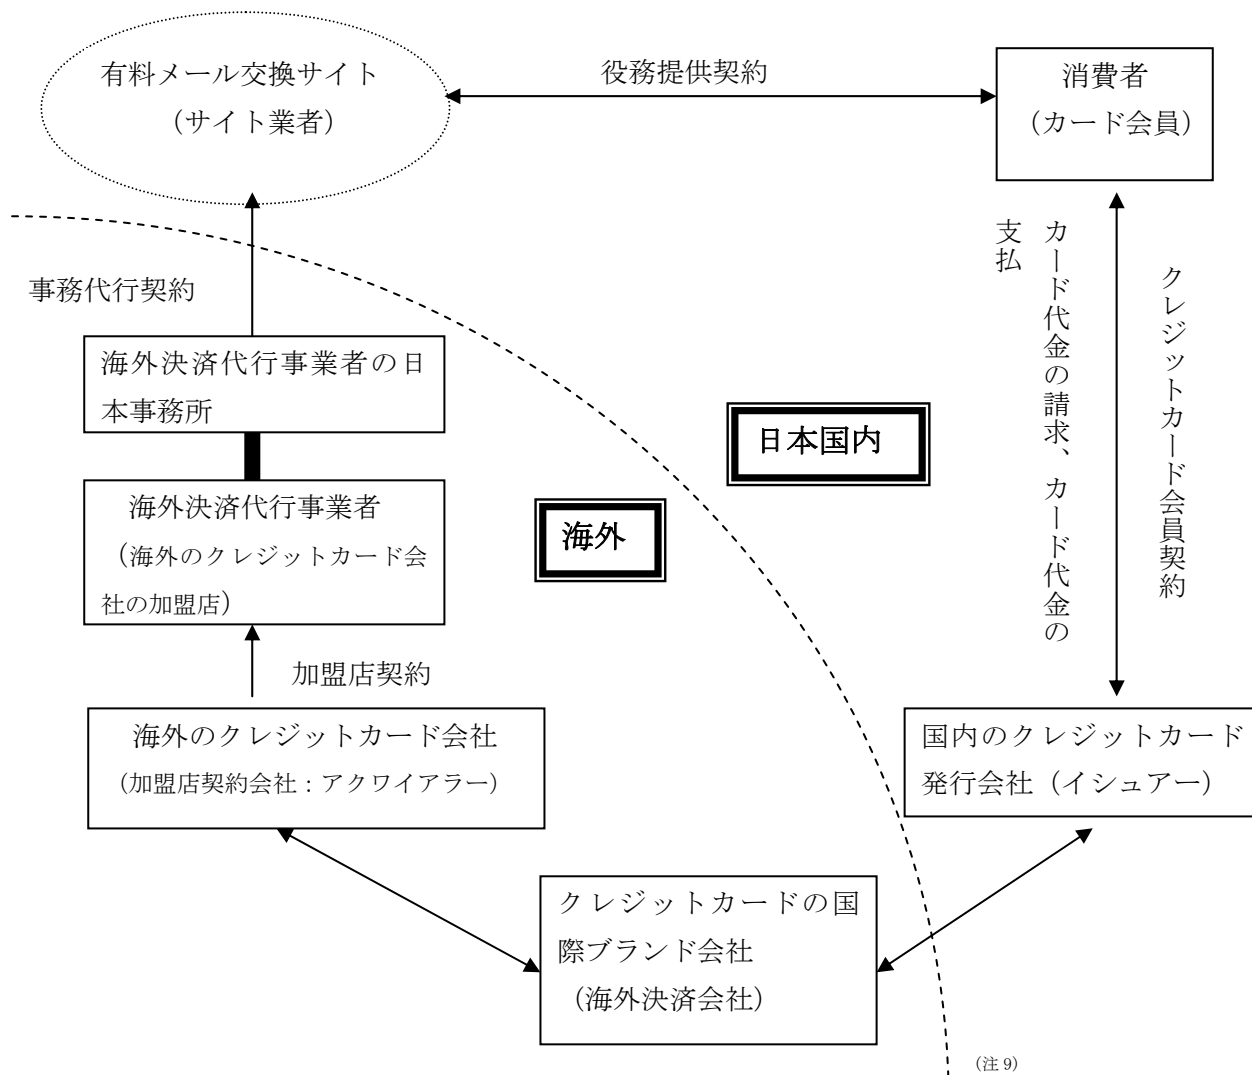 有料メール交換サイト
（サイト業者）
役務提供契約
消費者
（カード会員）
事務代行契約
カード代金の請求、カード代金の
支払
クレジットカード会員契約
海外決済代行事業者の日
本事務所
日本国内
海外決済代行事業者
（海外のクレジットカード会
社の加盟店）
海外
加盟店契約
海外のクレジットカード会社
（加盟店契約会社：アクワイアラー）
国内のクレジットカード
発行会社（イシュアー）
クレジットカードの国
際ブランド会社
（海外決済会社）
（注9）